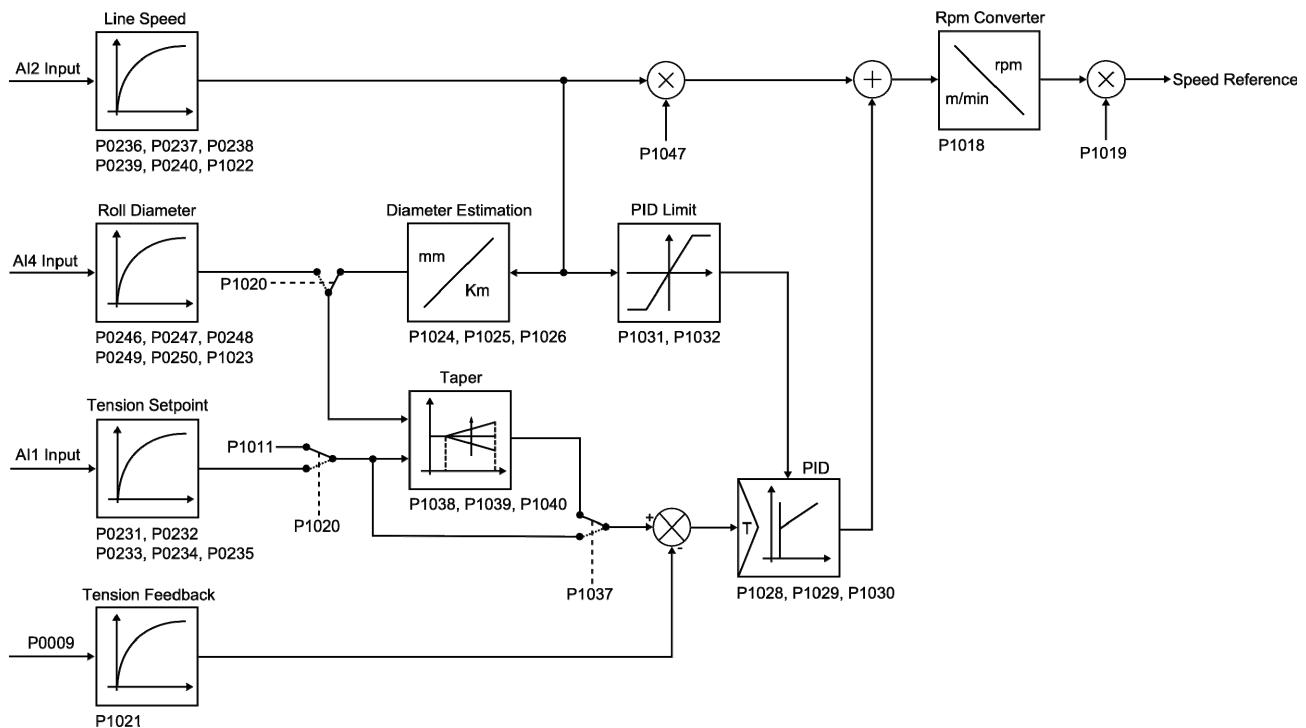 Line Speed
AI2 Input
P0236, P0237, P0238
P0239, P0240, P1022
P1047
Rpm Converter
rpm
m/min
P1018
P1019
Speed Reference
Roll Diameter
AI4 Input
P0246, P0247, P0248
P0249, P0250, P1023
P1020
Diameter Estimation
mm
Km
P1024, P1025, P1026
PID Limit
P1031, P1032
Tension Setpoint
AI1 Input
P0231, P0232
P0233, P0234, P0235
P1011
P1020
Taper
P1038, P1039, P1040
P1037
+
-
PID
T
P1028, P1029, P1030
Tension Feedback
P0009
P1021